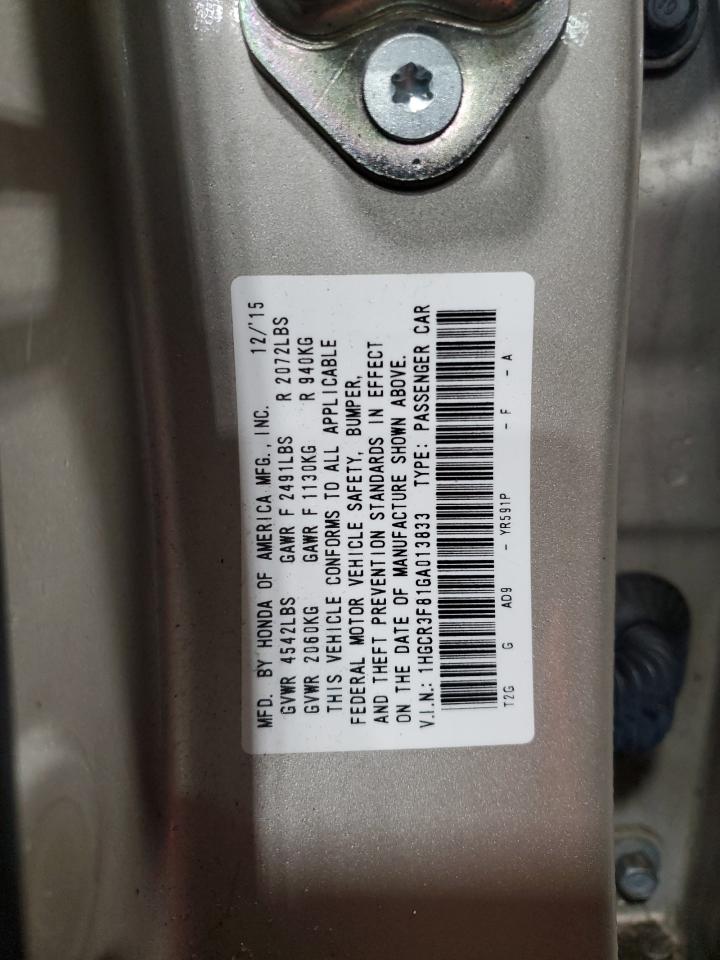 MFD. BY HONDA OF AMERICA MFG., INC. 12/'15
GVWR 4542LBS GAWR F 2491LBS R 2072LBS
GVWR 2060KG GAWR F 1130KG R 940KG
THIS VEHICLE CONFORMS TO ALL APPLICABLE
FEDERAL MOTOR VEHICLE SAFETY, BUMPER,
AND THEFT PREVENTION STANDARDS IN EFFECT
ON THE DATE OF MANUFACTURE SHOWN ABOVE.
V.I.N.: 1HGCR3F81GA013833 TYPE: PASSENGER CAR
T2G G AD9 - YR591P - F - A